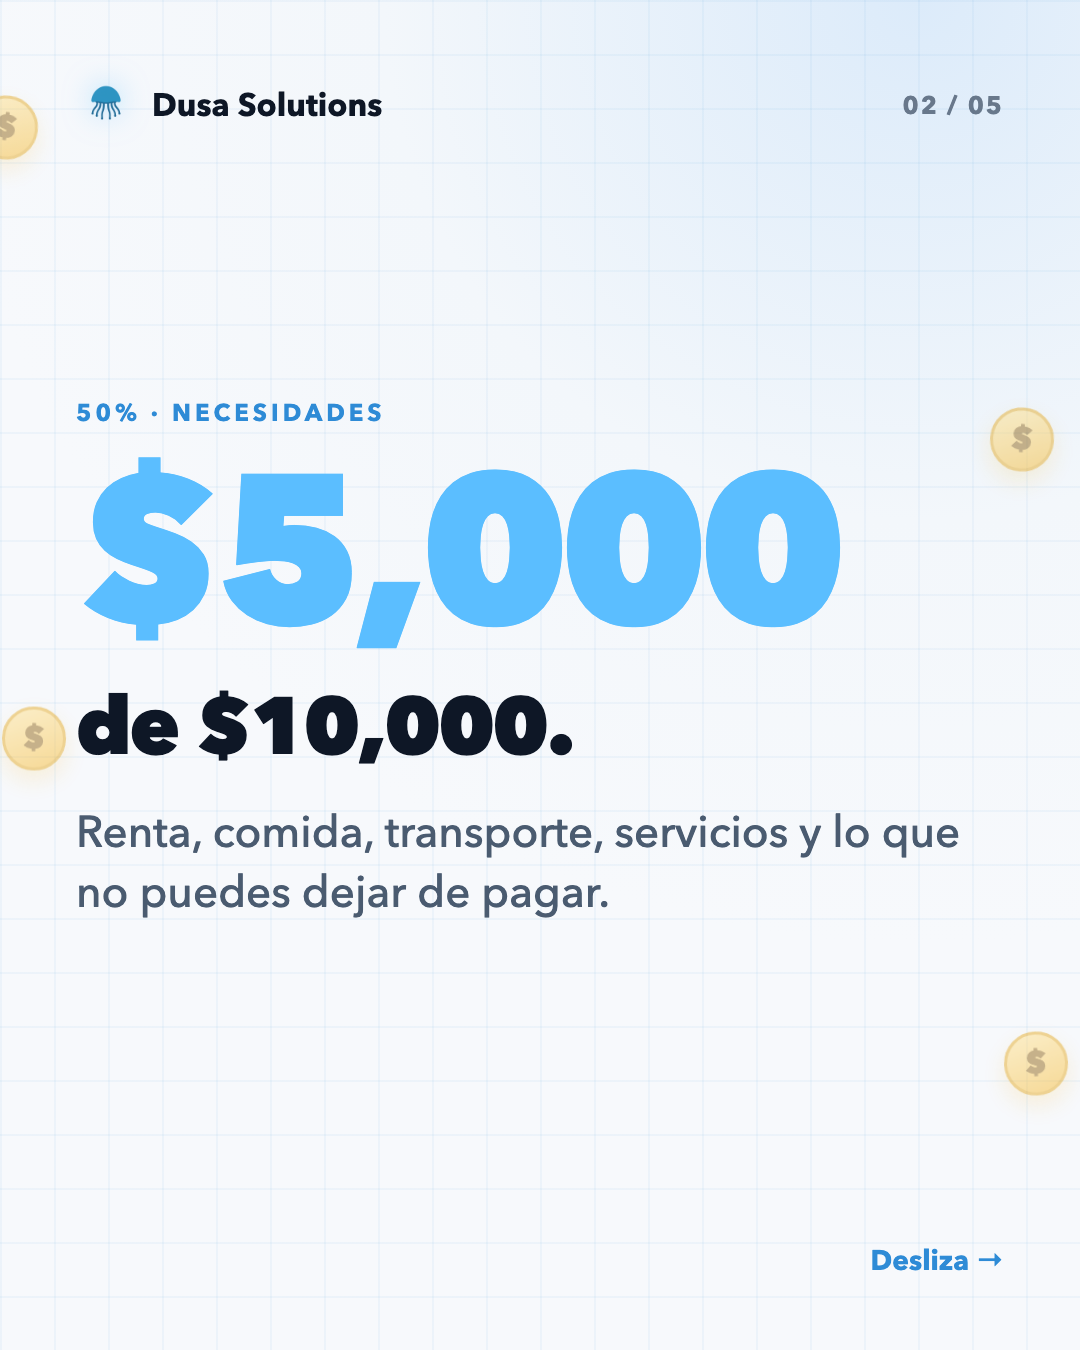 Dusa Solutions
02 / 05
$
50% · NECESIDADES
$
$5,000
de $10,000.
$
Renta, comida, transporte, servicios y lo que
no puedes dejar de pagar.
$
Desliza →